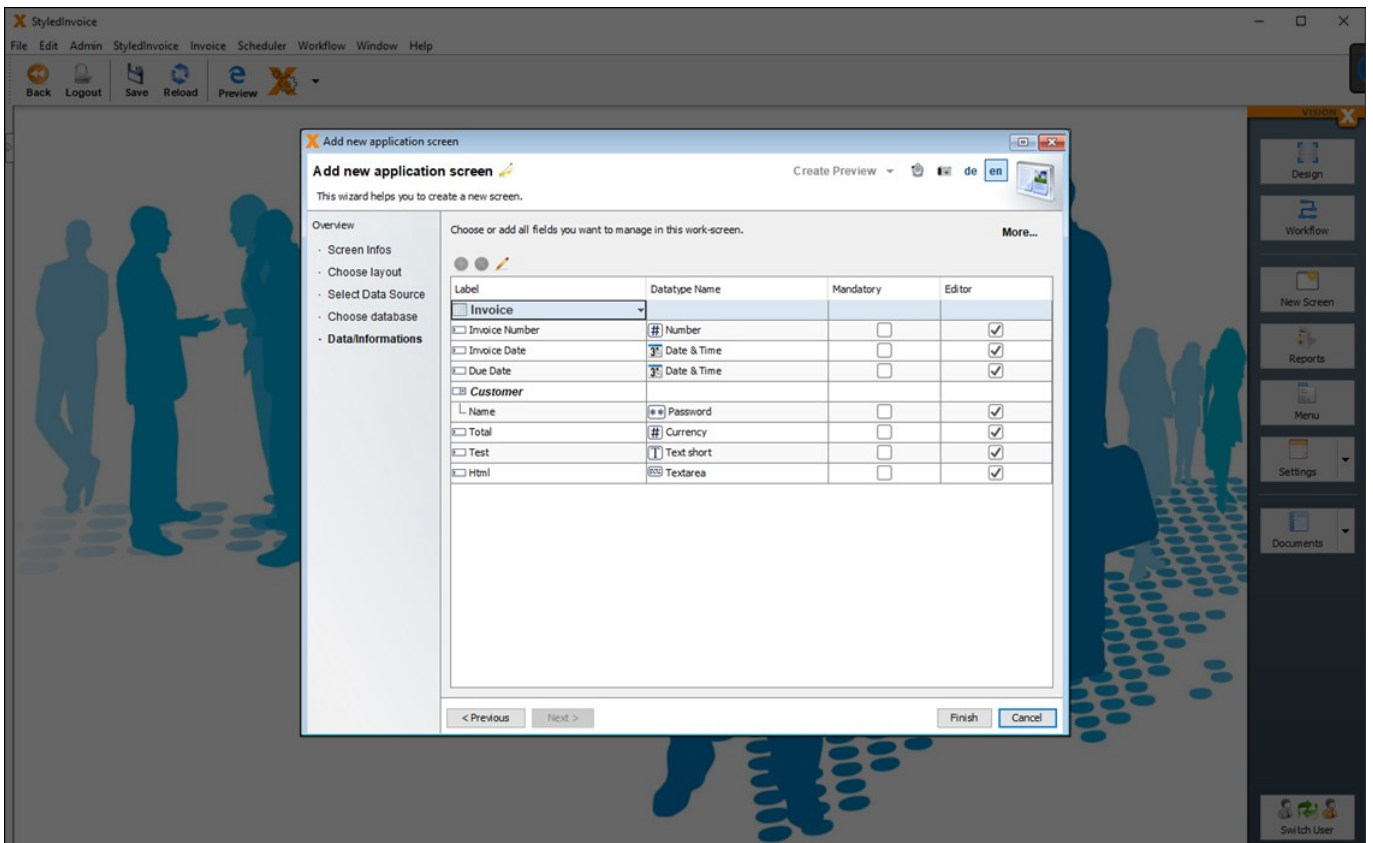 StyledInvoice
File Edit Admin StyledInvoice Invoice Scheduler Workflow Window Help
Back Logout Save Reload Preview
VISION
Design
Workflow
New Screen
Reports
Menu
Settings
Documents
Switch User
Add new application screen
Add new application screen
Create Preview de en
This wizard helps you to create a new screen.
Overview
· Screen Infos
· Choose layout
· Select Data Source
· Choose database
· Data/Informations
Choose or add all fields you want to manage in this work-screen.
More...
Label Datatype Name Mandatory Editor
Invoice
Invoice Number # Number
Invoice Date Date & Time
Due Date Date & Time
Customer
Name ** Password
Total # Currency
Test T Text short
Html Textarea
< Previous Next > Finish Cancel